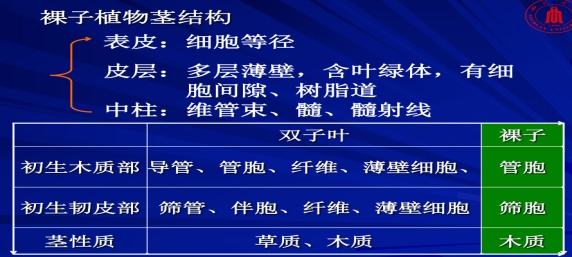 裸子植物茎结构
表皮：细胞等径
皮层：多层薄壁，含叶绿体，有细
胞间隙、树脂道
中柱：维管束、髓、髓射线
双子叶 裸子
初生木质部 导管、管胞、纤维、薄壁细胞、 管胞
初生韧皮部 筛管、伴胞、纤维、薄壁细胞 筛胞
茎性质 草质、木质 木质